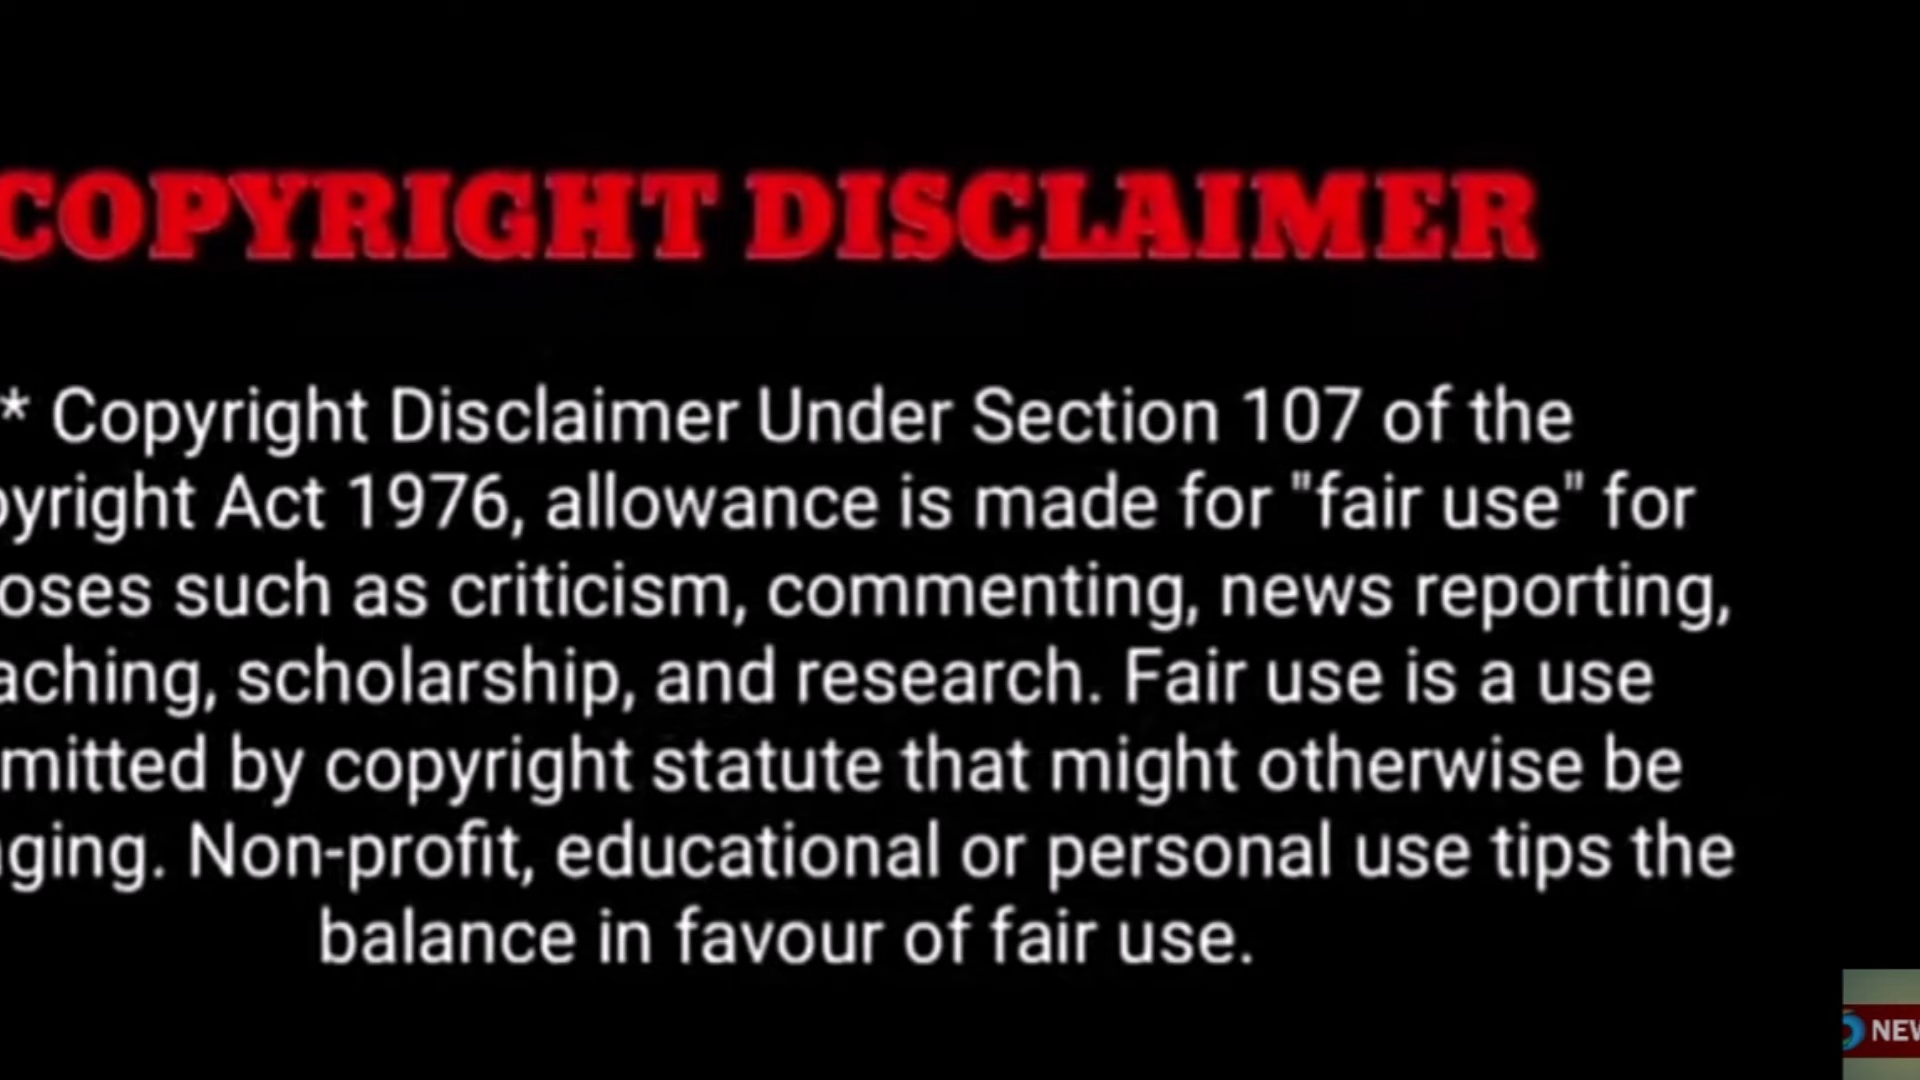 COPYRIGHT DISCLAIMER
* Copyright Disclaimer Under Section 107 of the
pyright Act 1976, allowance is made for "fair use" for
oses such as criticism, commenting, news reporting,
aching, scholarship, and research. Fair use is a use
mitted by copyright statute that might otherwise be
ging. Non-profit, educational or personal use tips the
balance in favour of fair use.
NEW